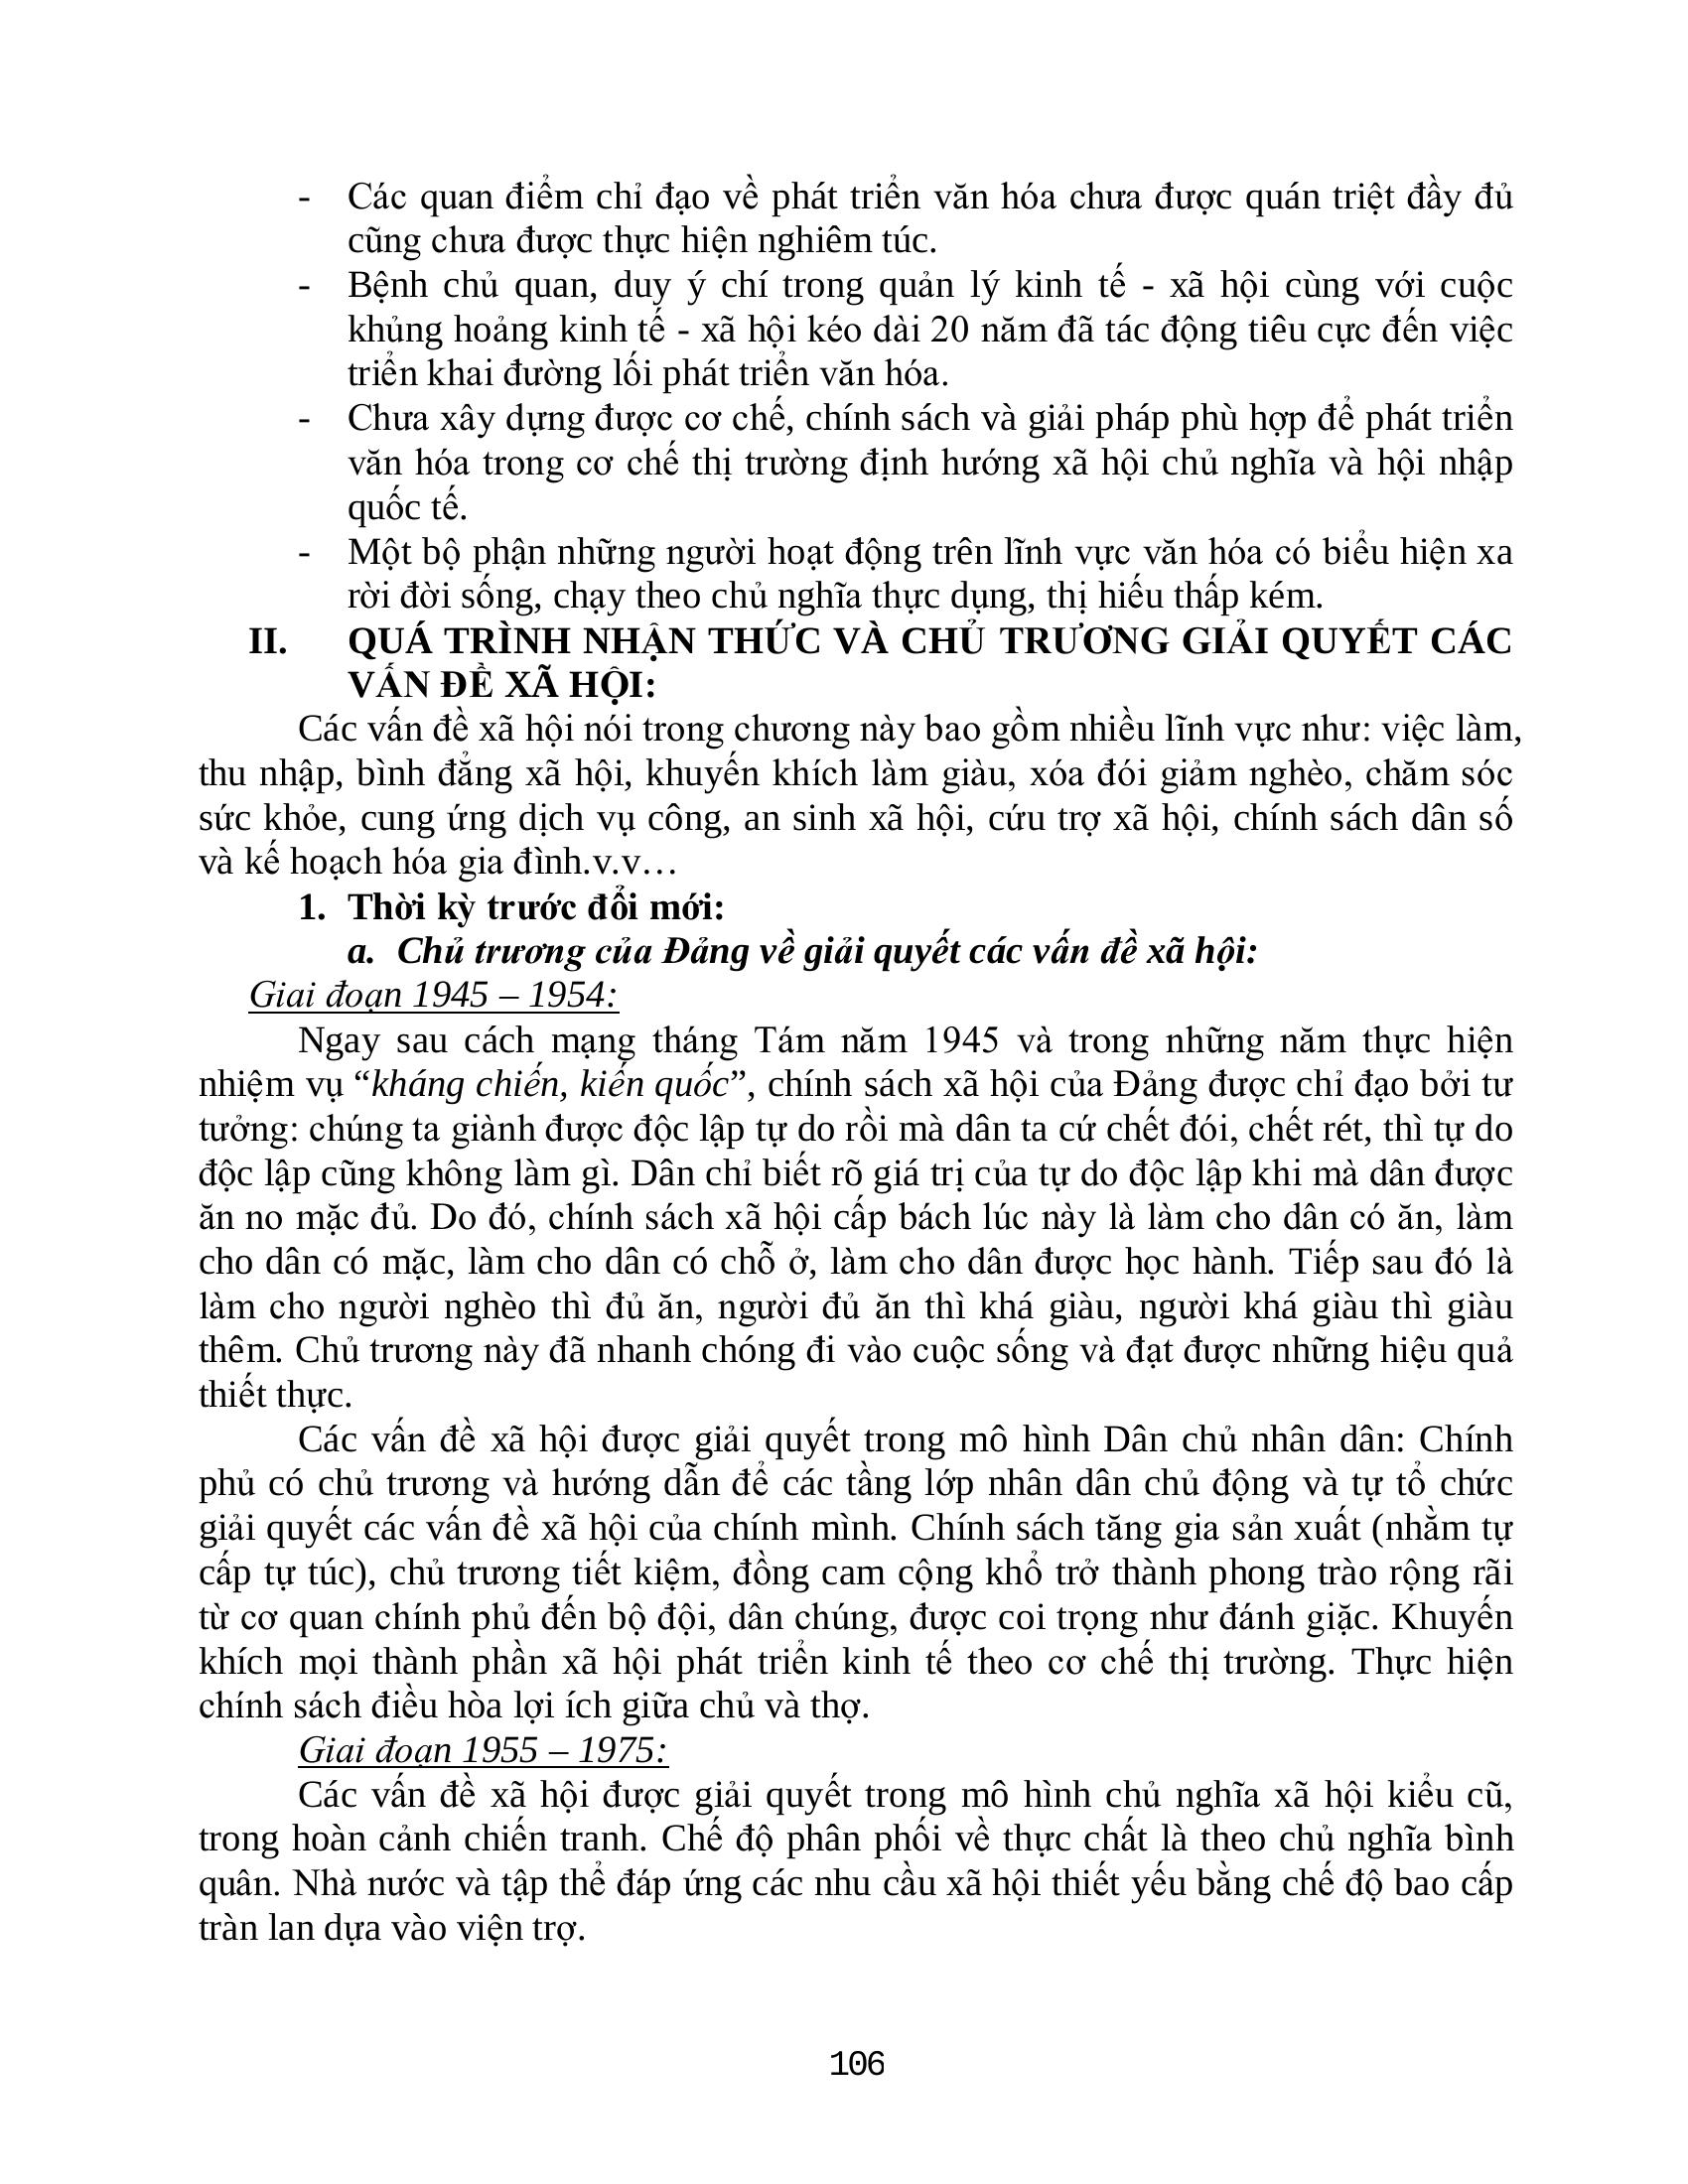 - Các quan điểm chỉ đạo về phát triển văn hóa chưa được quán triệt đầy đủ
cũng chưa được thực hiện nghiêm túc.
- Bệnh chủ quan, duy ý chí trong quản lý kinh tế - xã hội cùng với cuộc
khủng hoảng kinh tế - xã hội kéo dài 20 năm đã tác động tiêu cực đến việc
triển khai đường lối phát triển văn hóa.
- Chưa xây dựng được cơ chế, chính sách và giải pháp phù hợp để phát triển
văn hóa trong cơ chế thị trường định hướng xã hội chủ nghĩa và hội nhập
quốc tế.
- Một bộ phận những người hoạt động trên lĩnh vực văn hóa có biểu hiện xa
rời đời sống, chạy theo chủ nghĩa thực dụng, thị hiếu thấp kém.
II. QUÁ TRÌNH NHẬN THỨC VÀ CHỦ TRƯƠNG GIẢI QUYẾT CÁC
VẤN ĐỀ XÃ HỘI:
Các vấn đề xã hội nói trong chương này bao gồm nhiều lĩnh vực như: việc làm,
thu nhập, bình đẳng xã hội, khuyến khích làm giàu, xóa đói giảm nghèo, chăm sóc
sức khỏe, cung ứng dịch vụ công, an sinh xã hội, cứu trợ xã hội, chính sách dân số
và kế hoạch hóa gia đình.v.v…
1. Thời kỳ trước đổi mới:
a. Chủ trương của Đảng về giải quyết các vấn đề xã hội:
Giai đoạn 1945 – 1954:
Ngay sau cách mạng tháng Tám năm 1945 và trong những năm thực hiện
nhiệm vụ “kháng chiến, kiến quốc”, chính sách xã hội của Đảng được chỉ đạo bởi tư
tưởng: chúng ta giành được độc lập tự do rồi mà dân ta cứ chết đói, chết rét, thì tự do
độc lập cũng không làm gì. Dân chỉ biết rõ giá trị của tự do độc lập khi mà dân được
ăn no mặc đủ. Do đó, chính sách xã hội cấp bách lúc này là làm cho dân có ăn, làm
cho dân có mặc, làm cho dân có chỗ ở, làm cho dân được học hành. Tiếp sau đó là
làm cho người nghèo thì đủ ăn, người đủ ăn thì khá giàu, người khá giàu thì giàu
thêm. Chủ trương này đã nhanh chóng đi vào cuộc sống và đạt được những hiệu quả
thiết thực.
Các vấn đề xã hội được giải quyết trong mô hình Dân chủ nhân dân: Chính
phủ có chủ trương và hướng dẫn để các tầng lớp nhân dân chủ động và tự tổ chức
giải quyết các vấn đề xã hội của chính mình. Chính sách tăng gia sản xuất (nhằm tự
cấp tự túc), chủ trương tiết kiệm, đồng cam cộng khổ trở thành phong trào rộng rãi
từ cơ quan chính phủ đến bộ đội, dân chúng, được coi trọng như đánh giặc. Khuyến
khích mọi thành phần xã hội phát triển kinh tế theo cơ chế thị trường. Thực hiện
chính sách điều hòa lợi ích giữa chủ và thợ.
Giai đoạn 1955 – 1975:
Các vấn đề xã hội được giải quyết trong mô hình chủ nghĩa xã hội kiểu cũ,
trong hoàn cảnh chiến tranh. Chế độ phân phối về thực chất là theo chủ nghĩa bình
quân. Nhà nước và tập thể đáp ứng các nhu cầu xã hội thiết yếu bằng chế độ bao cấp
tràn lan dựa vào viện trợ.
106